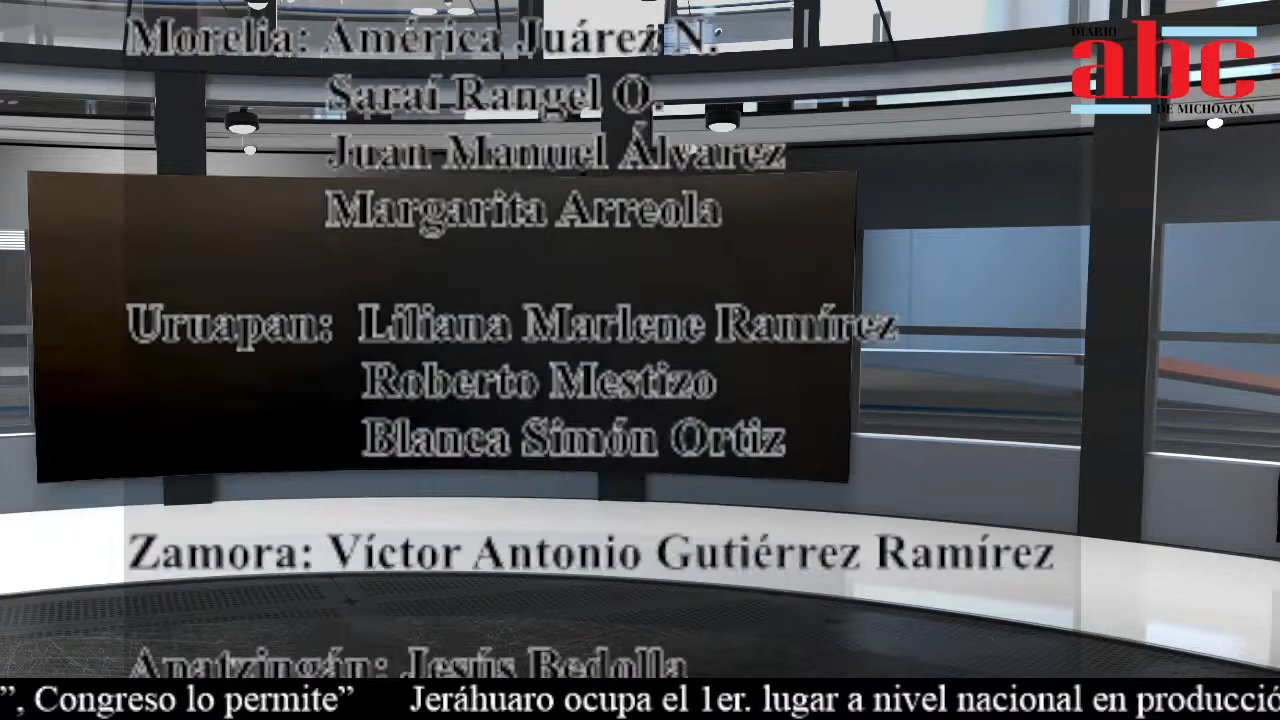 Morelia: América Juárez N.
Saraí Rangel O.
Juan Manuel Álvarez
Margarita Arreola
Uruapan: Liliana Marlene Ramírez
Roberto Mestizo
Blanca Simón Ortiz
Zamora: Víctor Antonio Gutiérrez Ramírez
Apatzingán: Jesús Bedolla
DIARIO
abc
DE MICHOACÁN
”, Congreso lo permite” Jeráhuaro ocupa el 1er. lugar a nivel nacional en producció